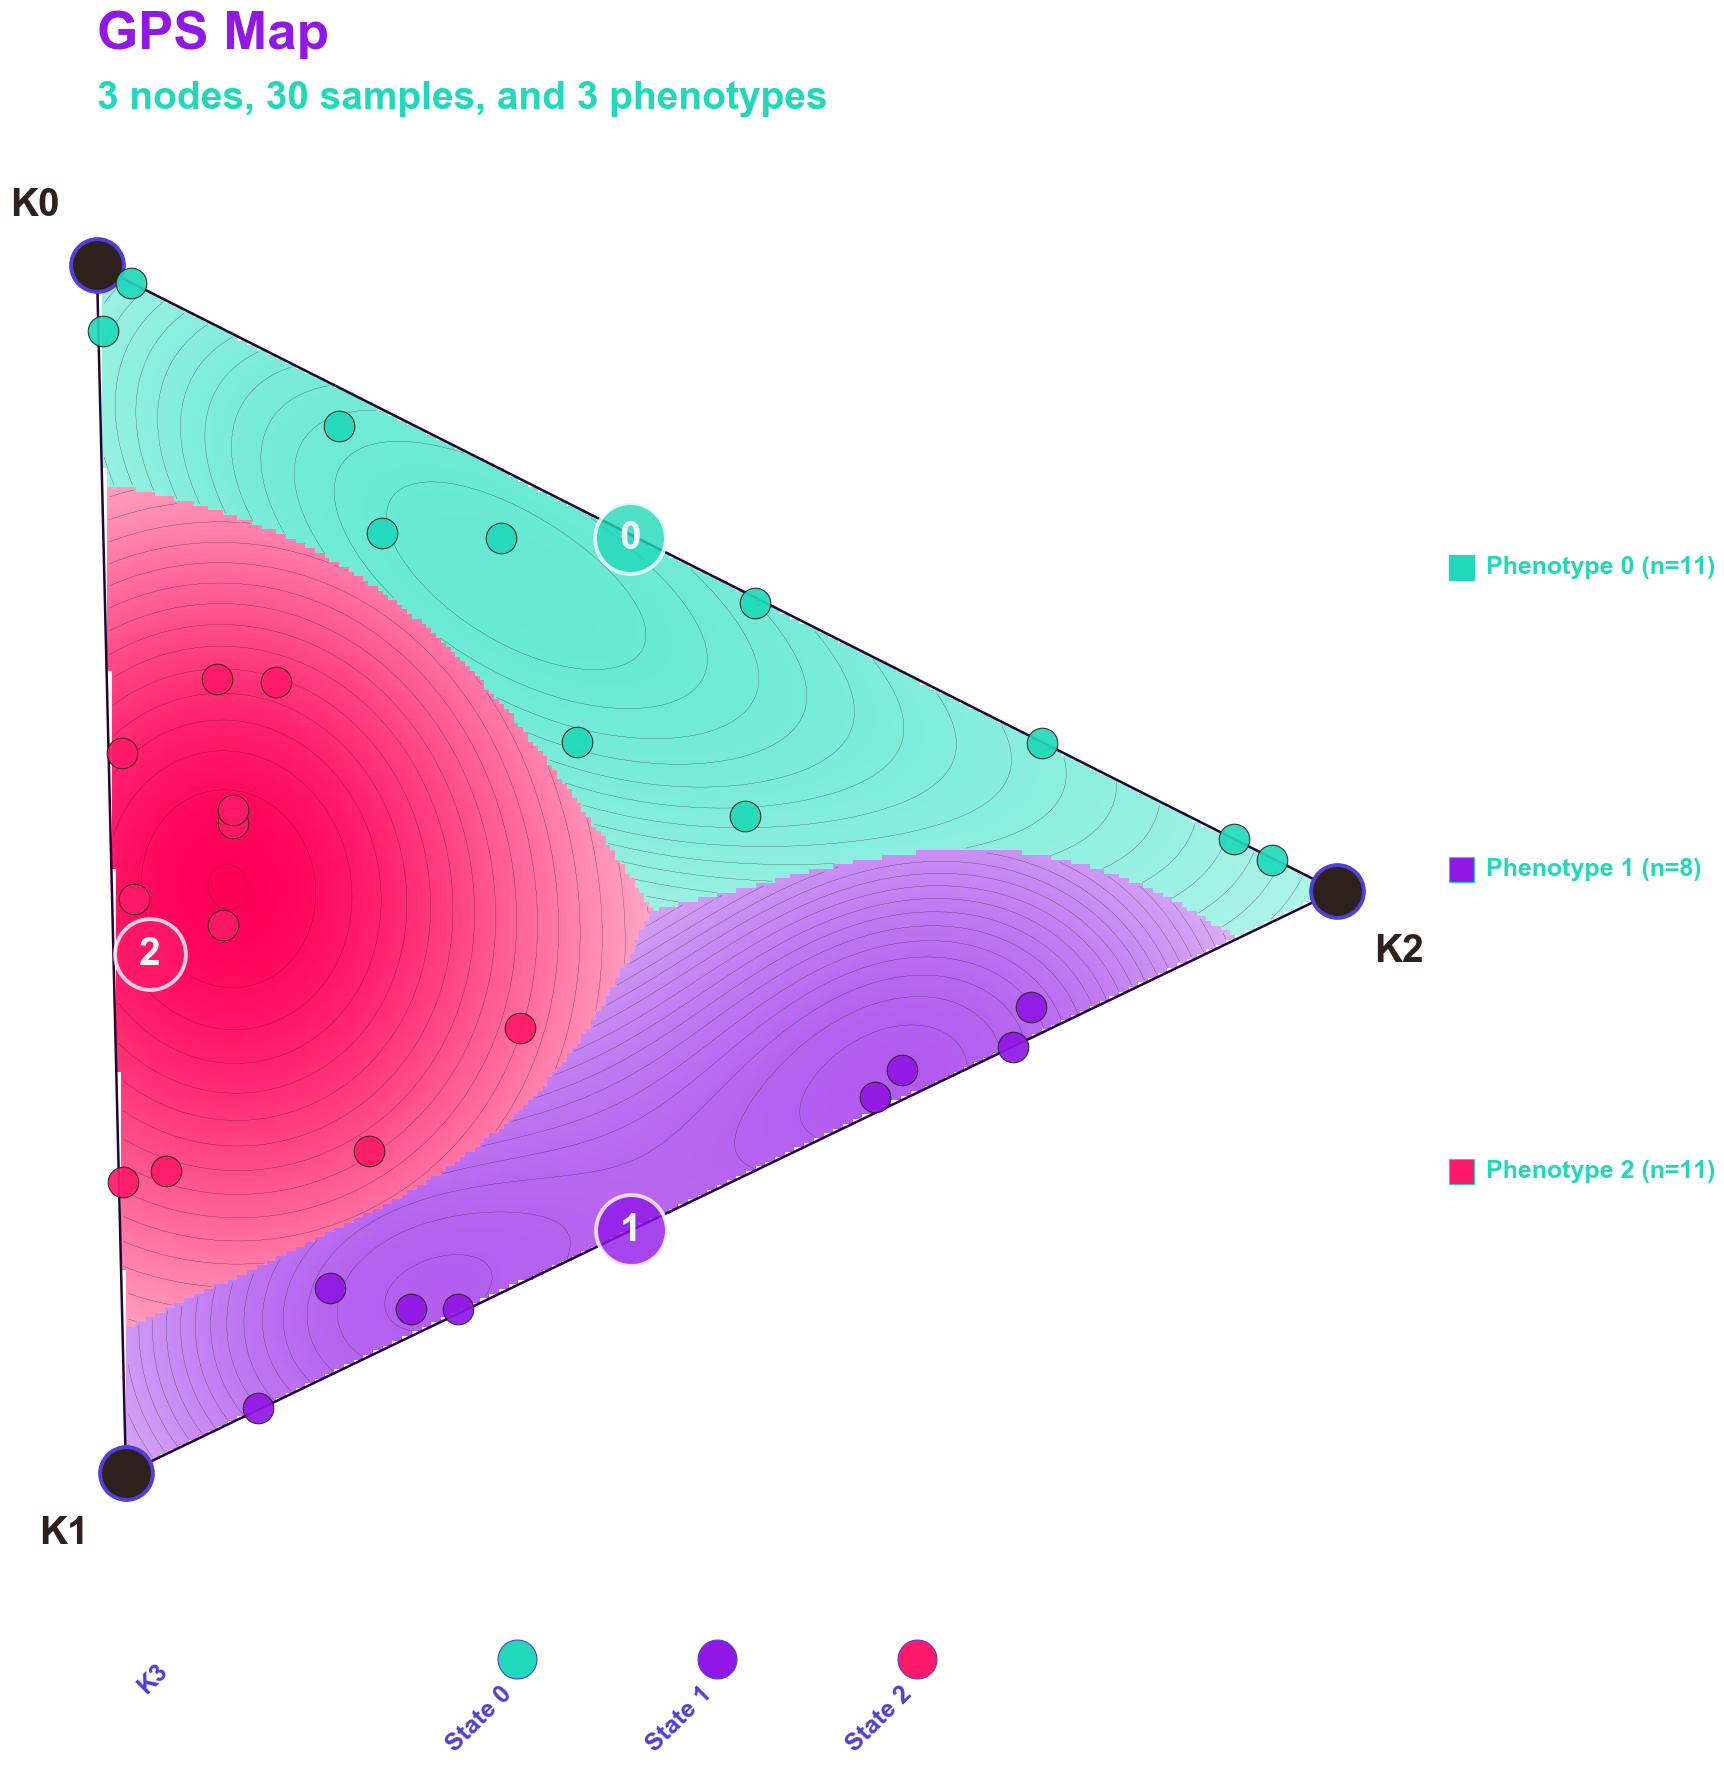 GPS Map
3 nodes, 30 samples, and 3 phenotypes
K0
0
Phenotype 0 (n=11)
Phenotype 1 (n=8)
K2
2
Phenotype 2 (n=11)
1
K1
K3
State 0
State 1
State 2